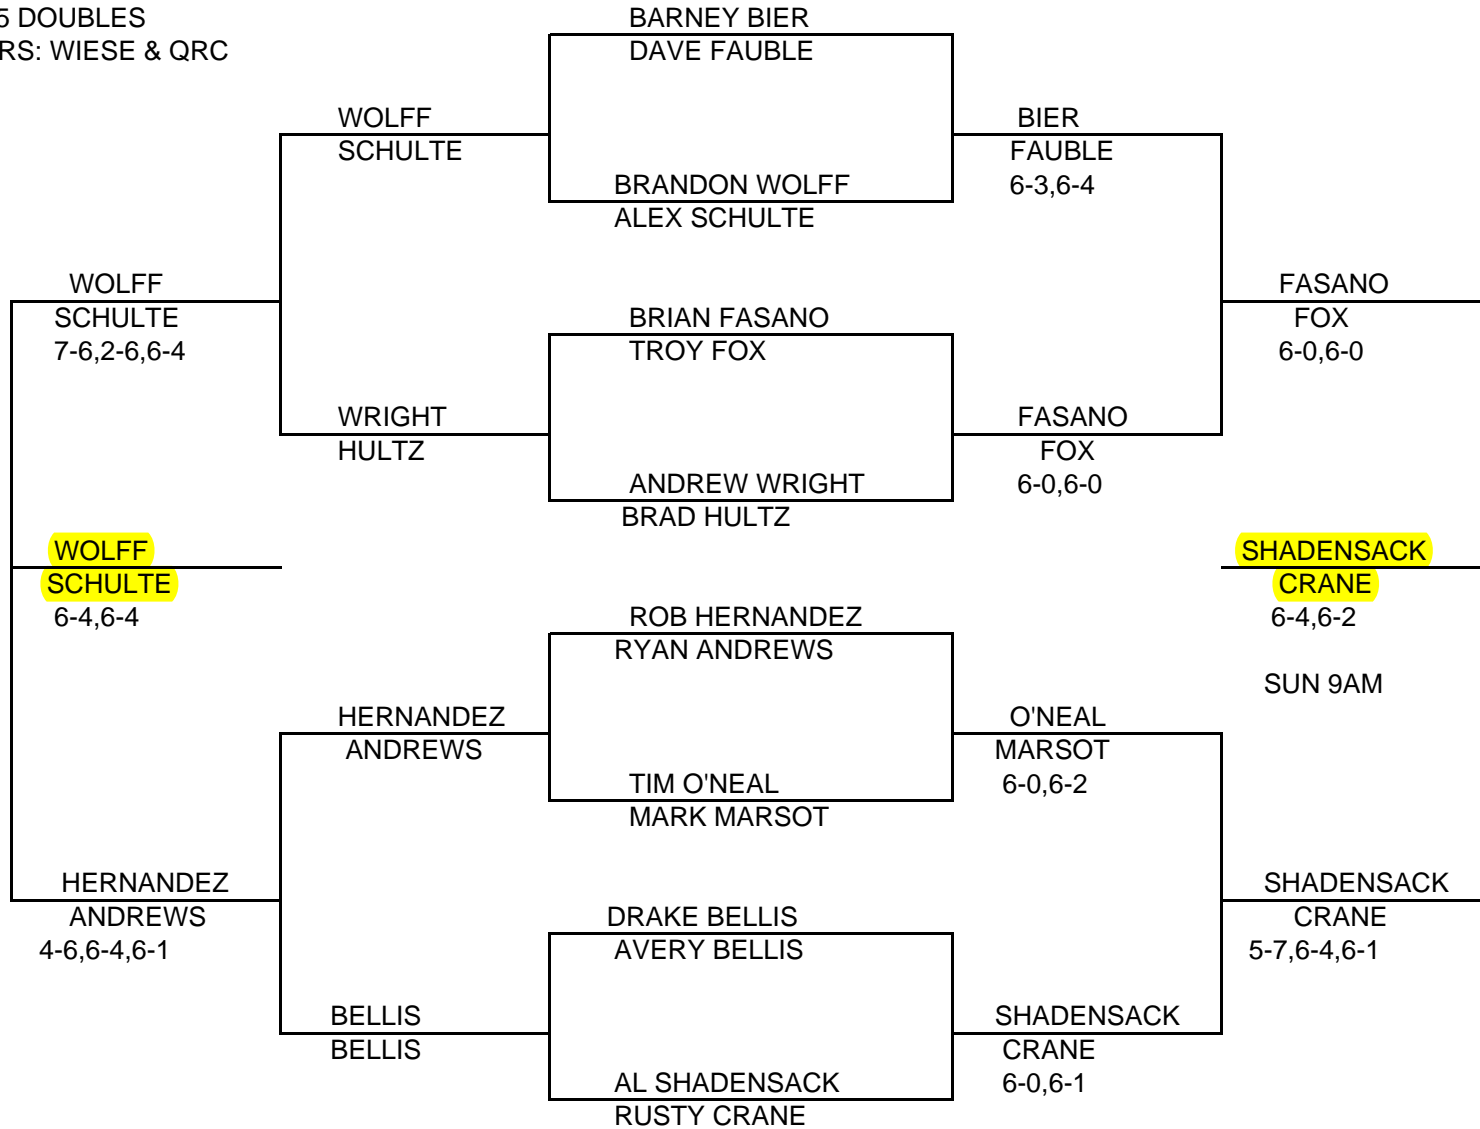 5 DOUBLES
RS: WIESE & QRC
BARNEY BIER
DAVE FAUBLE
WOLFF
SCHULTE
BIER
FAUBLE
6-3,6-4
BRANDON WOLFF
ALEX SCHULTE
WOLFF
SCHULTE
7-6,2-6,6-4
FASANO
FOX
6-0,6-0
BRIAN FASANO
TROY FOX
WRIGHT
HULTZ
FASANO
FOX
6-0,6-0
ANDREW WRIGHT
BRAD HULTZ
WOLFF
SCHULTE
6-4,6-4
SHADENSACK
CRANE
6-4,6-2
SUN 9AM
ROB HERNANDEZ
RYAN ANDREWS
HERNANDEZ
ANDREWS
O'NEAL
MARSOT
6-0,6-2
TIM O'NEAL
MARK MARSOT
HERNANDEZ
ANDREWS
4-6,6-4,6-1
SHADENSACK
CRANE
5-7,6-4,6-1
DRAKE BELLIS
AVERY BELLIS
BELLIS
BELLIS
SHADENSACK
CRANE
6-0,6-1
AL SHADENSACK
RUSTY CRANE